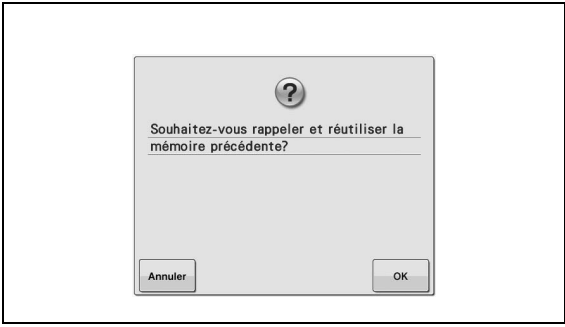 ?
Souhaitez-vous rappeler et réutiliser la
mémoire précédente?
Annuler
OK